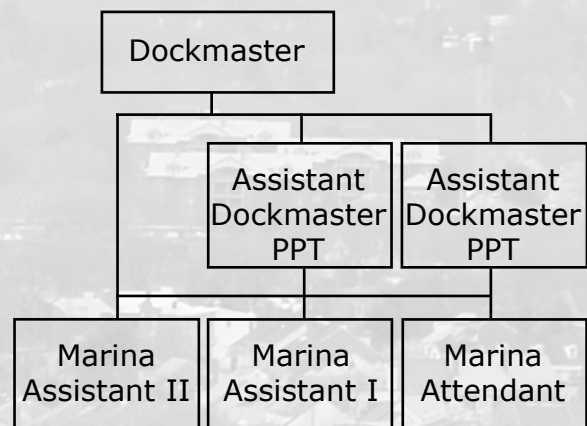 Dockmaster
Assistant
Dockmaster
PPT
Assistant
Dockmaster
PPT
Marina
Assistant II
Marina
Assistant I
Marina
Attendant